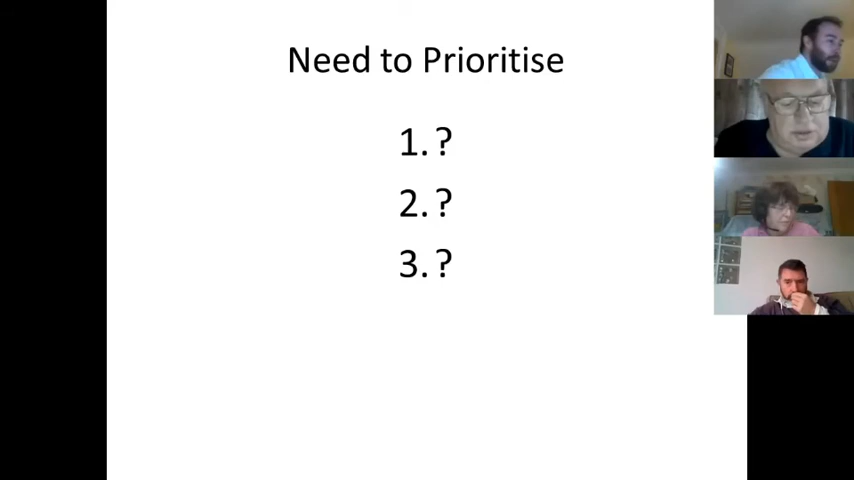 Need to Prioritise
1. ?
2. ?
3. ?